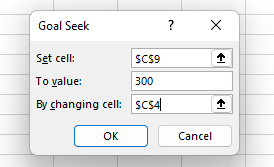 Goal Seek ?
Set cell: $C$9
To value: 300
By changing cell: $C$4
OK Cancel